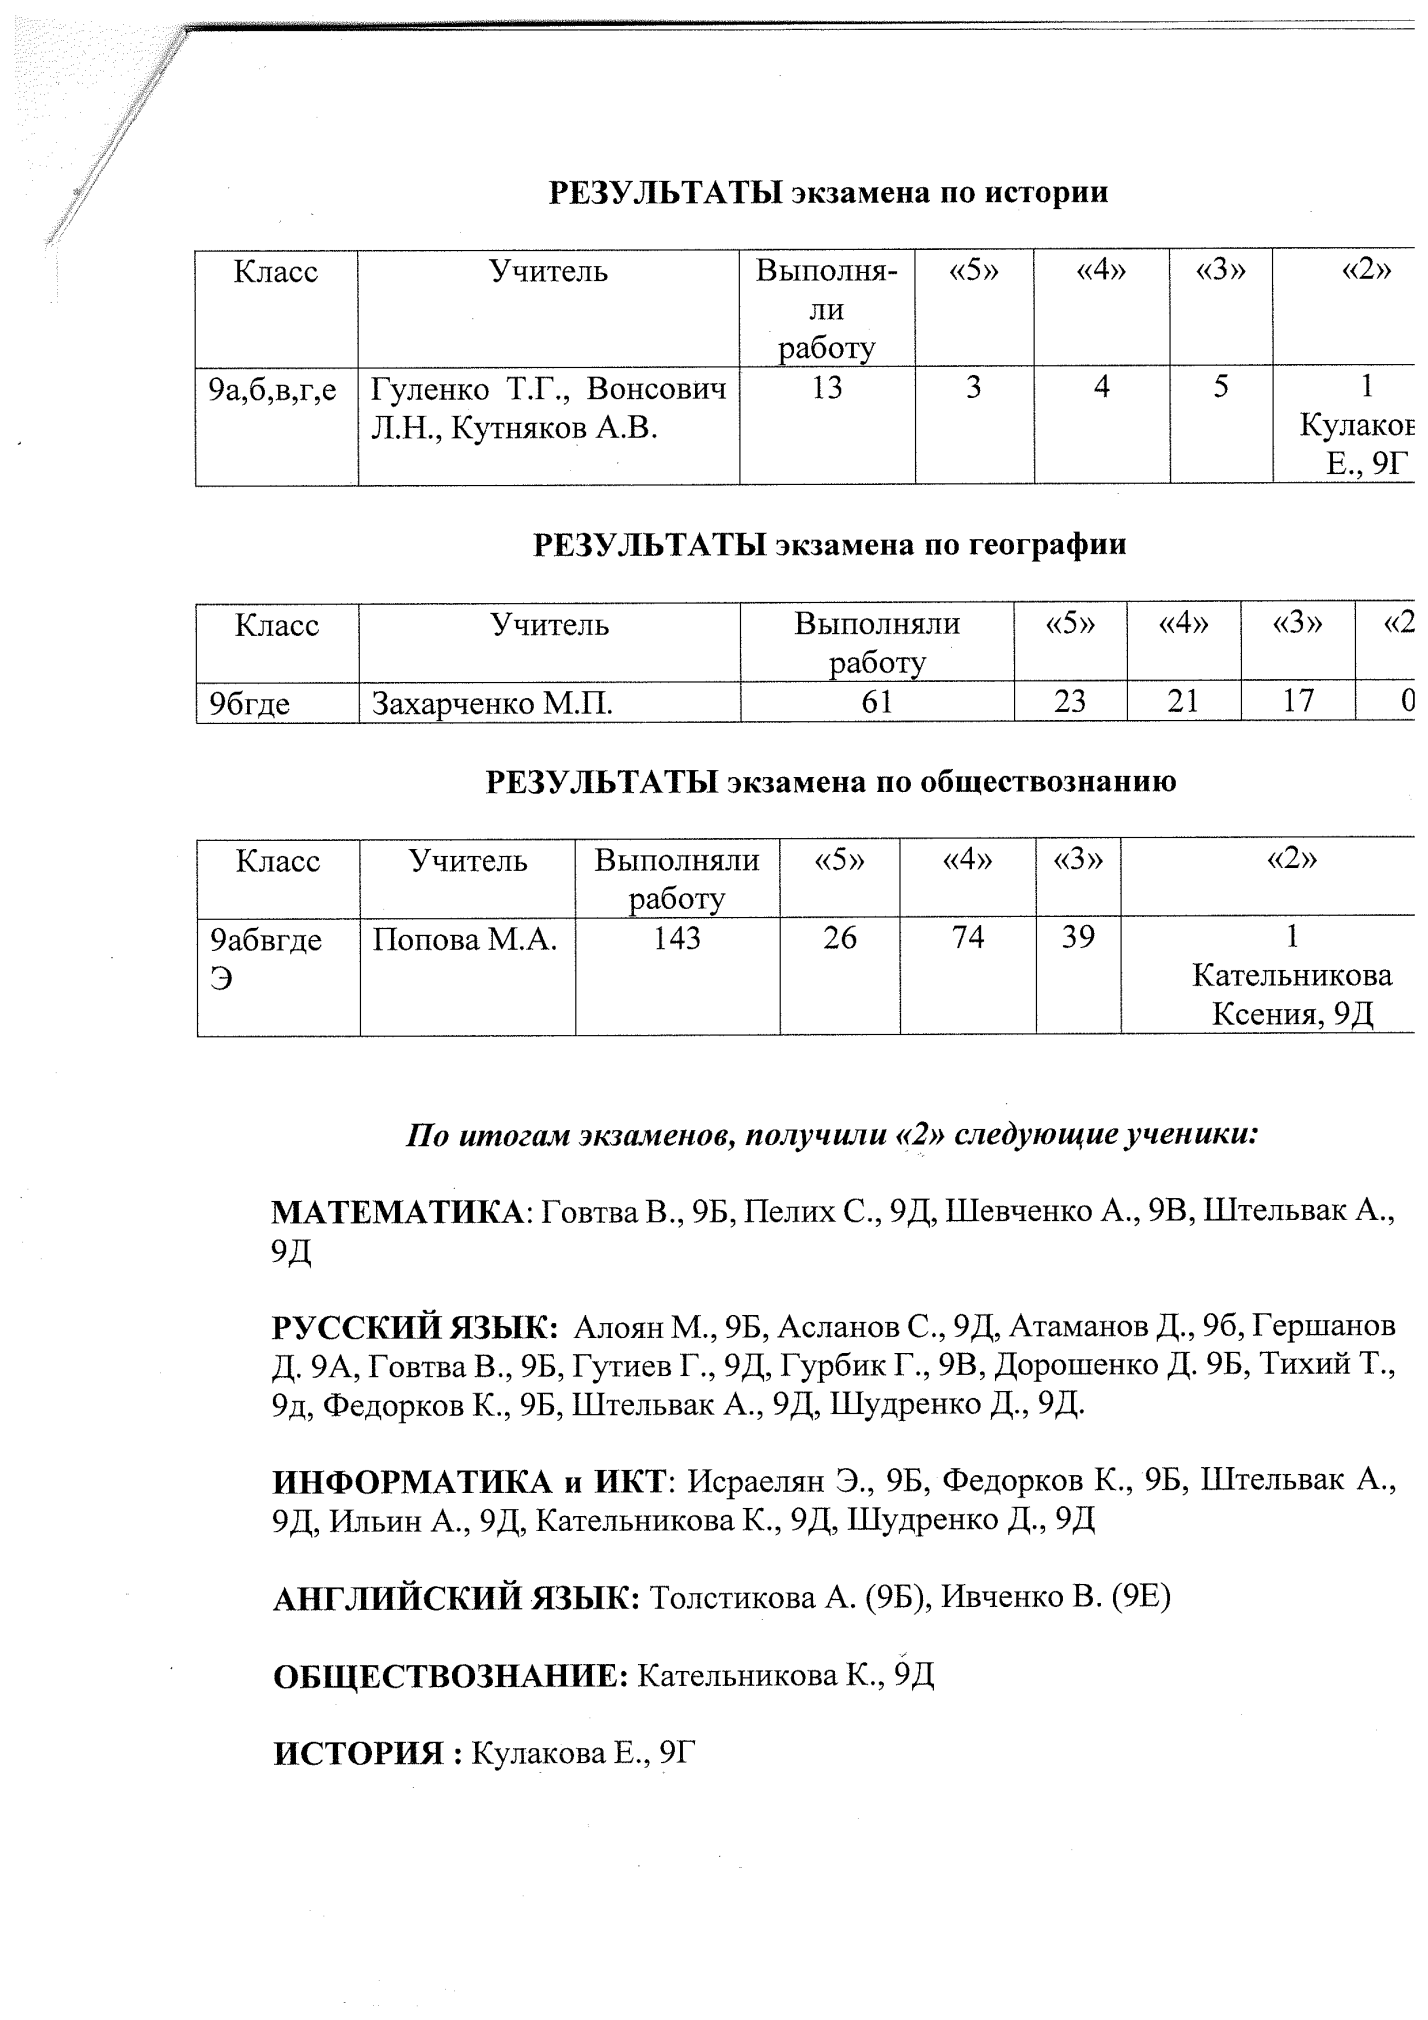 РЕЗУЛЬТАТЫ экзамена по истории
Класс Учитель Выполня- «5» «4» «3» «2»
ли
работу
9а,б,в,г,е Гуленко Т.Г., Вонсович 13 3 4 5 1
Л.Н., Кутняков А.В. Кулаков
Е., 9Г
РЕЗУЛЬТАТЫ экзамена по географии
Класс Учитель Выполняли «5» «4» «3» «2
работу
9бгде Захарченко М.П. 61 23 21 17 0
РЕЗУЛЬТАТЫ экзамена по обществознанию
Класс Учитель Выполняли «5» «4» «3» «2»
работу
9абвгде Попова М.А. 143 26 74 39 1
Э Кательникова
Ксения, 9Д
По итогам экзаменов, получили «2» следующие ученики:
МАТЕМАТИКА: Говтва В., 9Б, Пелих С., 9Д, Шевченко А., 9В, Штельвак А.,
9Д
РУССКИЙ ЯЗЫК: Алоян М., 9Б, Асланов С., 9Д, Атаманов Д., 9б, Гершанов
Д. 9А, Говтва В., 9Б, Гутиев Г., 9Д, Гурбик Г., 9В, Дорошенко Д. 9Б, Тихий Т.,
9д, Федорков К., 9Б, Штельвак А., 9Д, Шудренко Д., 9Д.
ИНФОРМАТИКА и ИКТ: Исраелян Э., 9Б, Федорков К., 9Б, Штельвак А.,
9Д, Ильин А., 9Д, Кательникова К., 9Д, Шудренко Д., 9Д
АНГЛИЙСКИЙ ЯЗЫК: Толстикова А. (9Б), Ивченко В. (9Е)
ОБЩЕСТВОЗНАНИЕ: Кательникова К., 9Д
ИСТОРИЯ : Кулакова Е., 9Г